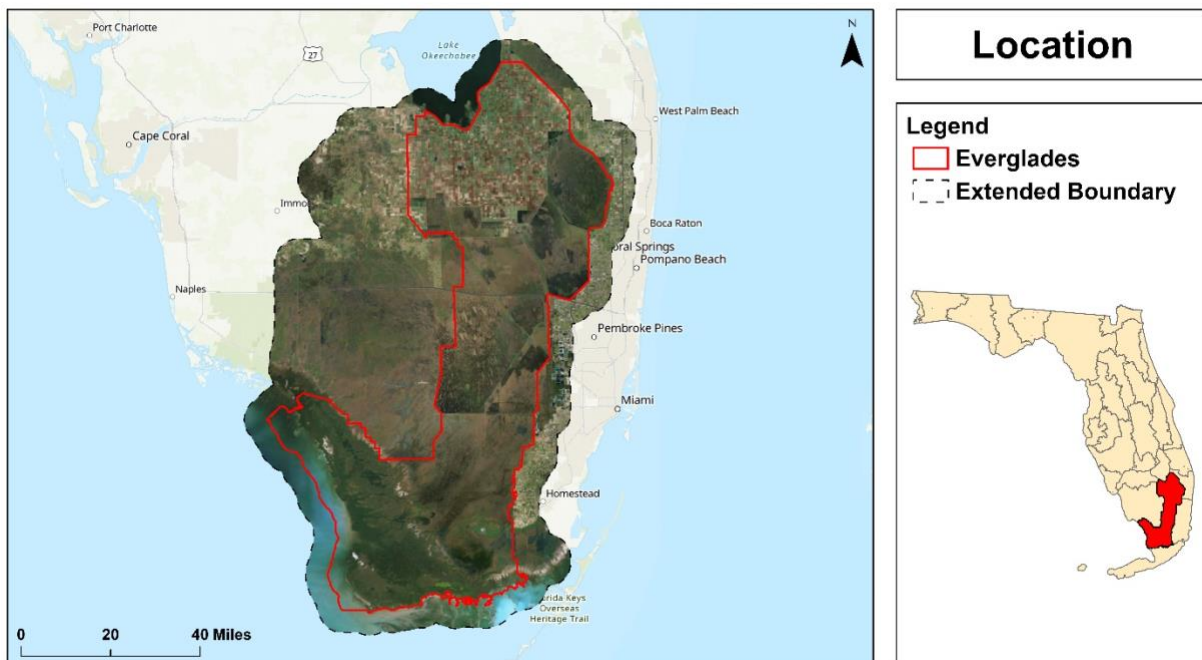 Port Charlotte
27
Lake
Okeechobee
N
West Palm Beach
Cape Coral
Immo
Boca Raton
oral Springs
Pompano Beach
Naples
Pembroke Pines
Miami
Homestead
rida Keys
Overseas
Heritage Trail
0 20 40 Miles
Location
Legend
Everglades
Extended Boundary